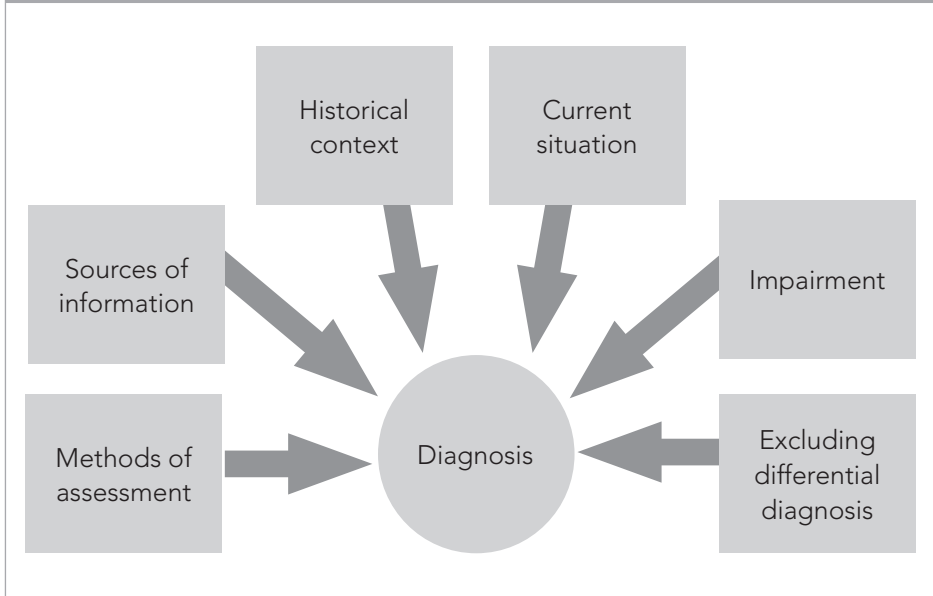 Historical
context
Current
situation
Sources of
information
Impairment
Methods of
assessment
Diagnosis
Excluding
differential
diagnosis